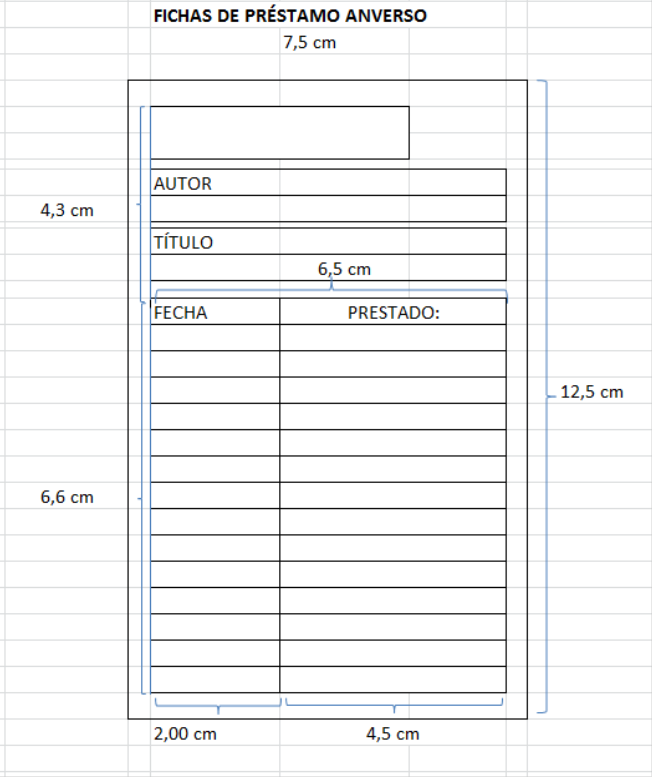 FICHAS DE PRÉSTAMO ANVERSO
7,5 cm
AUTOR
4,3 cm
TÍTULO
6,5 cm
FECHA PRESTADO:
12,5 cm
6,6 cm
2,00 cm 4,5 cm